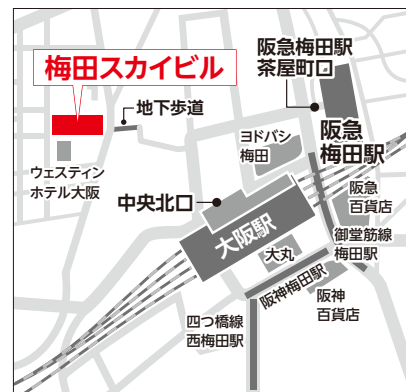 阪急梅田駅
茶屋町口
梅田スカイビル
地下歩道
ヨドバシ
梅田
阪急
梅田駅
ウェスティン
ホテル大阪
中央北口
阪急
百貨店
大阪駅
御堂筋線
梅田駅
大丸
阪神梅田駅
阪神
百貨店
四つ橋線
西梅田駅